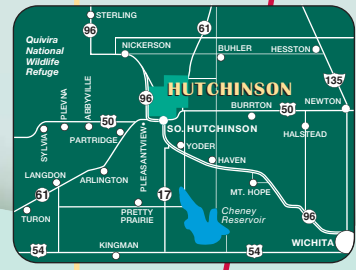 STERLING
61
96
Quivira
National
Wildlife
Refuge
NICKERSON
BUHLER
HESSTON
135
HUTCHINSON
96
PLEVNA
ABBYVILLE
BURRTON
50
NEWTON
50
SO. HUTCHINSON
SYLVIA
PARTRIDGE
PLEASANTVIEW
HALSTEAD
YODER
HAVEN
LANGDON
ARLINGTON
MT. HOPE
61
17
TURON
PRETTY
PRAIRIE
Cheney
Reservoir
96
WICHITA
54
KINGMAN
54